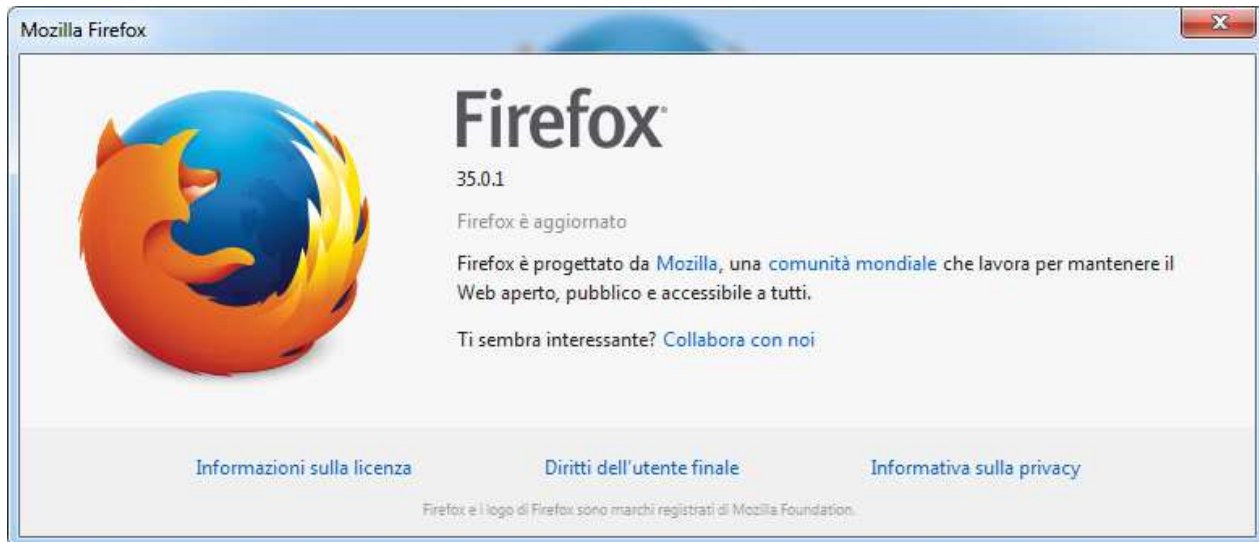 Mozilla Firefox
Firefox
35.0.1
Firefox è aggiornato
Firefox è progettato da Mozilla, una comunità mondiale che lavora per mantenere il
Web aperto, pubblico e accessibile a tutti.
Ti sembra interessante? Collabora con noi
Informazioni sulla licenza Diritti dell'utente finale Informativa sulla privacy
Firefox e i logo di Firefox sono marchi registrati di Mozilla Foundation.